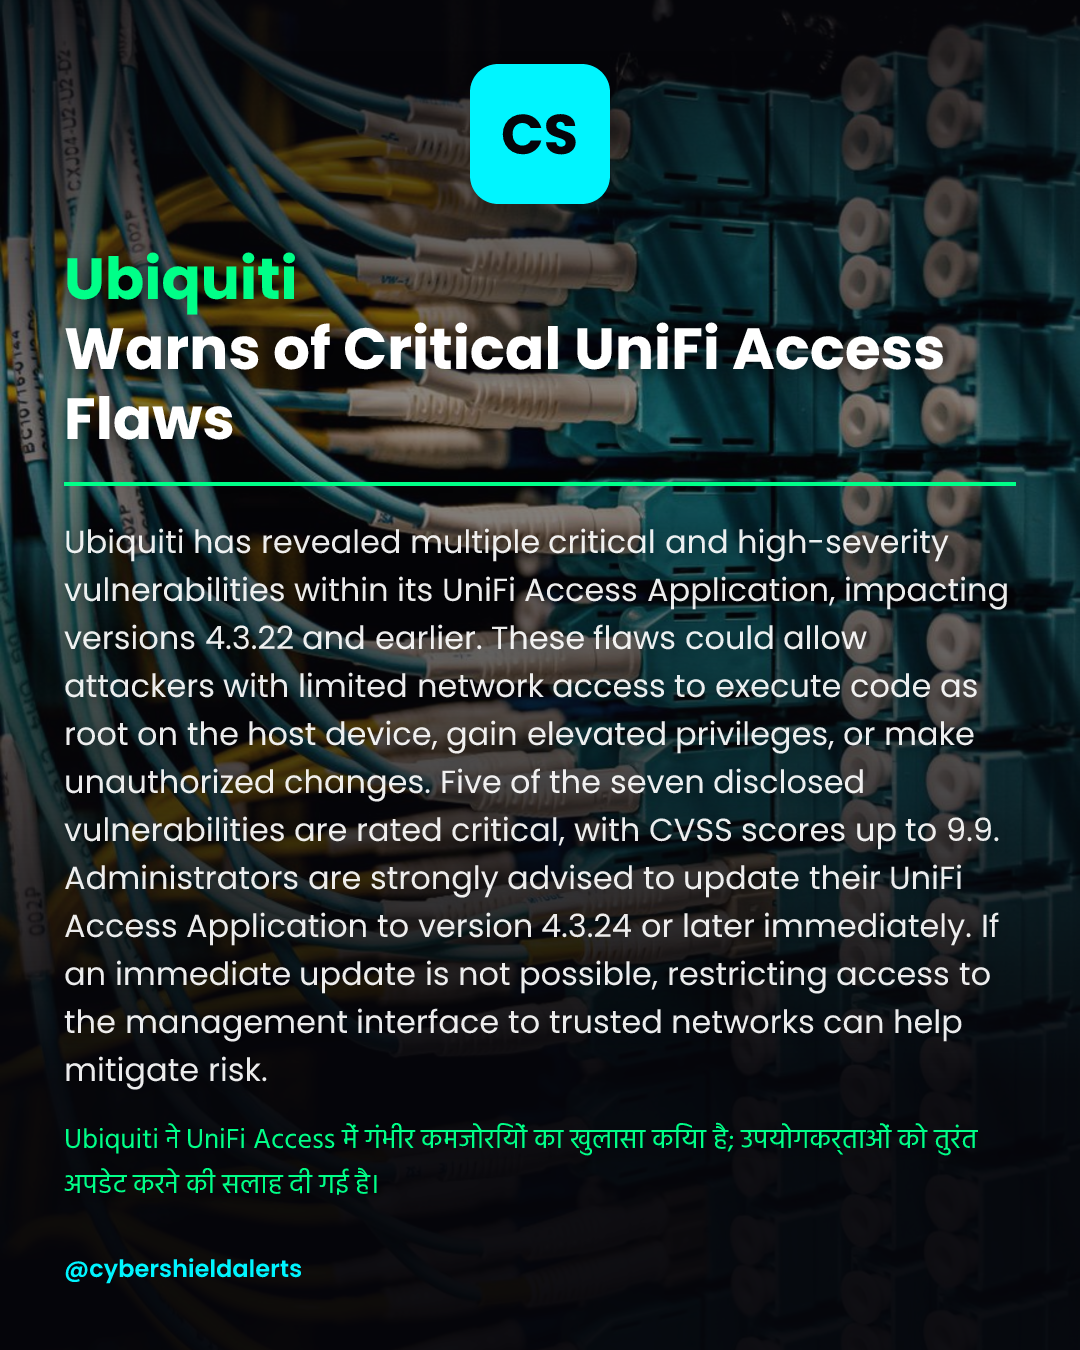 CS
Ubiquiti
Warns of Critical UniFi Access
Flaws
Ubiquiti has revealed multiple critical and high-severity
vulnerabilities within its UniFi Access Application, impacting
versions 4.3.22 and earlier. These flaws could allow
attackers with limited network access to execute code as
root on the host device, gain elevated privileges, or make
unauthorized changes. Five of the seven disclosed
vulnerabilities are rated critical, with CVSS scores up to 9.9.
Administrators are strongly advised to update their UniFi
Access Application to version 4.3.24 or later immediately. If
an immediate update is not possible, restricting access to
the management interface to trusted networks can help
mitigate risk.
Ubiquiti ने UniFi Access में गंभीर कमजोरियों का खुलासा किया है; उपयोगकर्ताओं को तुरंत
अपडेट करने की सलाह दी गई है।
@cybershieldalerts